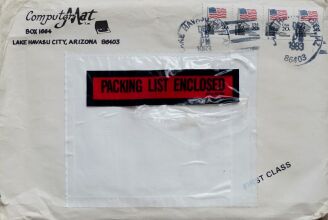 ComputerMat
BOX 1664
LAKE HAVASU CITY, ARIZONA 86403
1983
86403
PACKING LIST ENCLOSED
FIRST CLASS